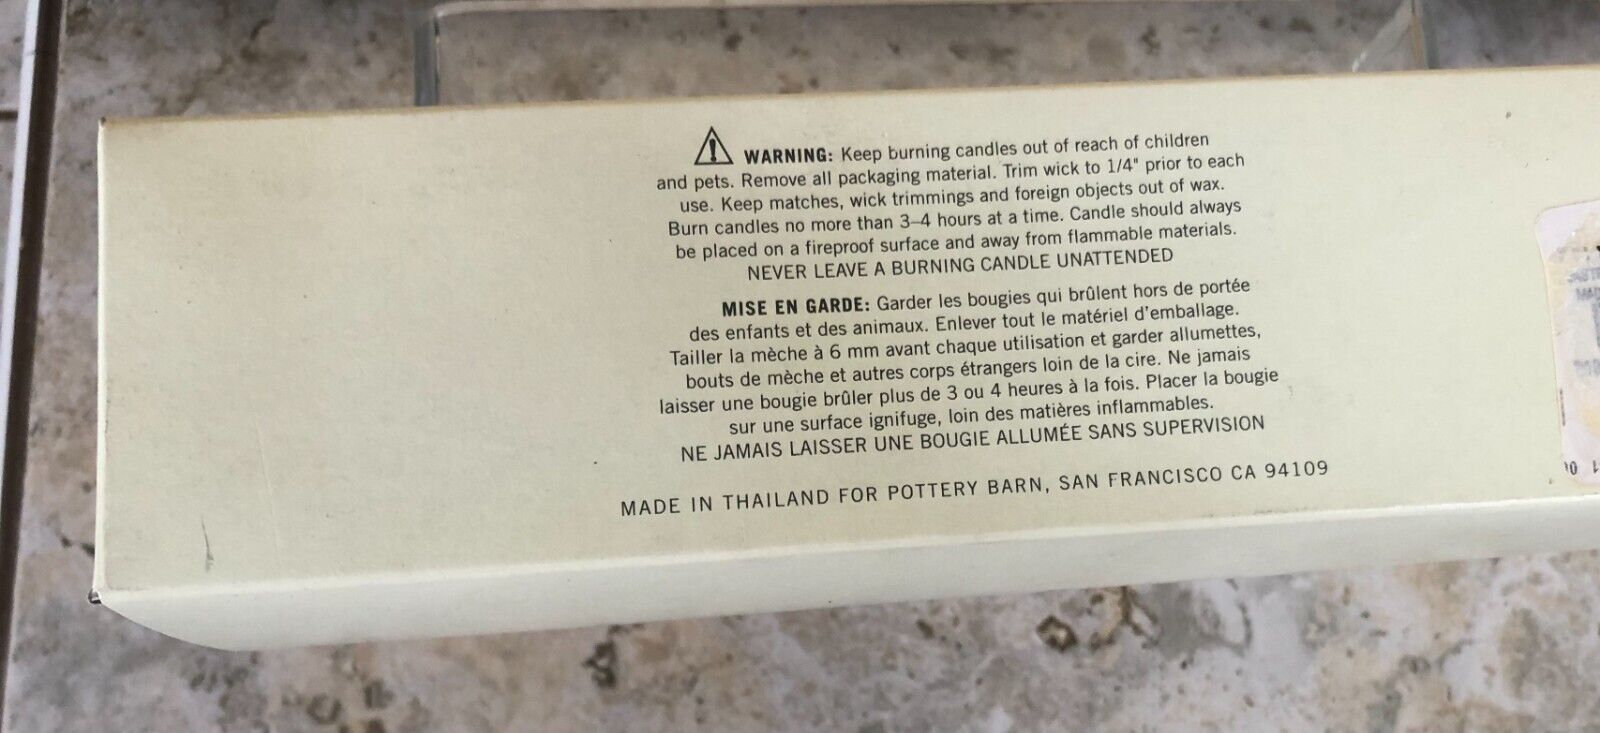 WARNING: Keep burning candles out of reach of children
and pets. Remove all packaging material. Trim wick to 1/4" prior to each
use. Keep matches, wick trimmings and foreign objects out of wax.
Burn candles no more than 3–4 hours at a time. Candle should always
be placed on a fireproof surface and away from flammable materials.
NEVER LEAVE A BURNING CANDLE UNATTENDED
MISE EN GARDE: Garder les bougies qui brûlent hors de portée
des enfants et des animaux. Enlever tout le matériel d'emballage.
Tailler la mèche à 6 mm avant chaque utilisation et garder allumettes,
bouts de mèche et autres corps étrangers loin de la cire. Ne jamais
laisser une bougie brûler plus de 3 ou 4 heures à la fois. Placer la bougie
sur une surface ignifuge, loin des matières inflammables.
NE JAMAIS LAISSER UNE BOUGIE ALLUMÉE SANS SUPERVISION
MADE IN THAILAND FOR POTTERY BARN, SAN FRANCISCO CA 94109